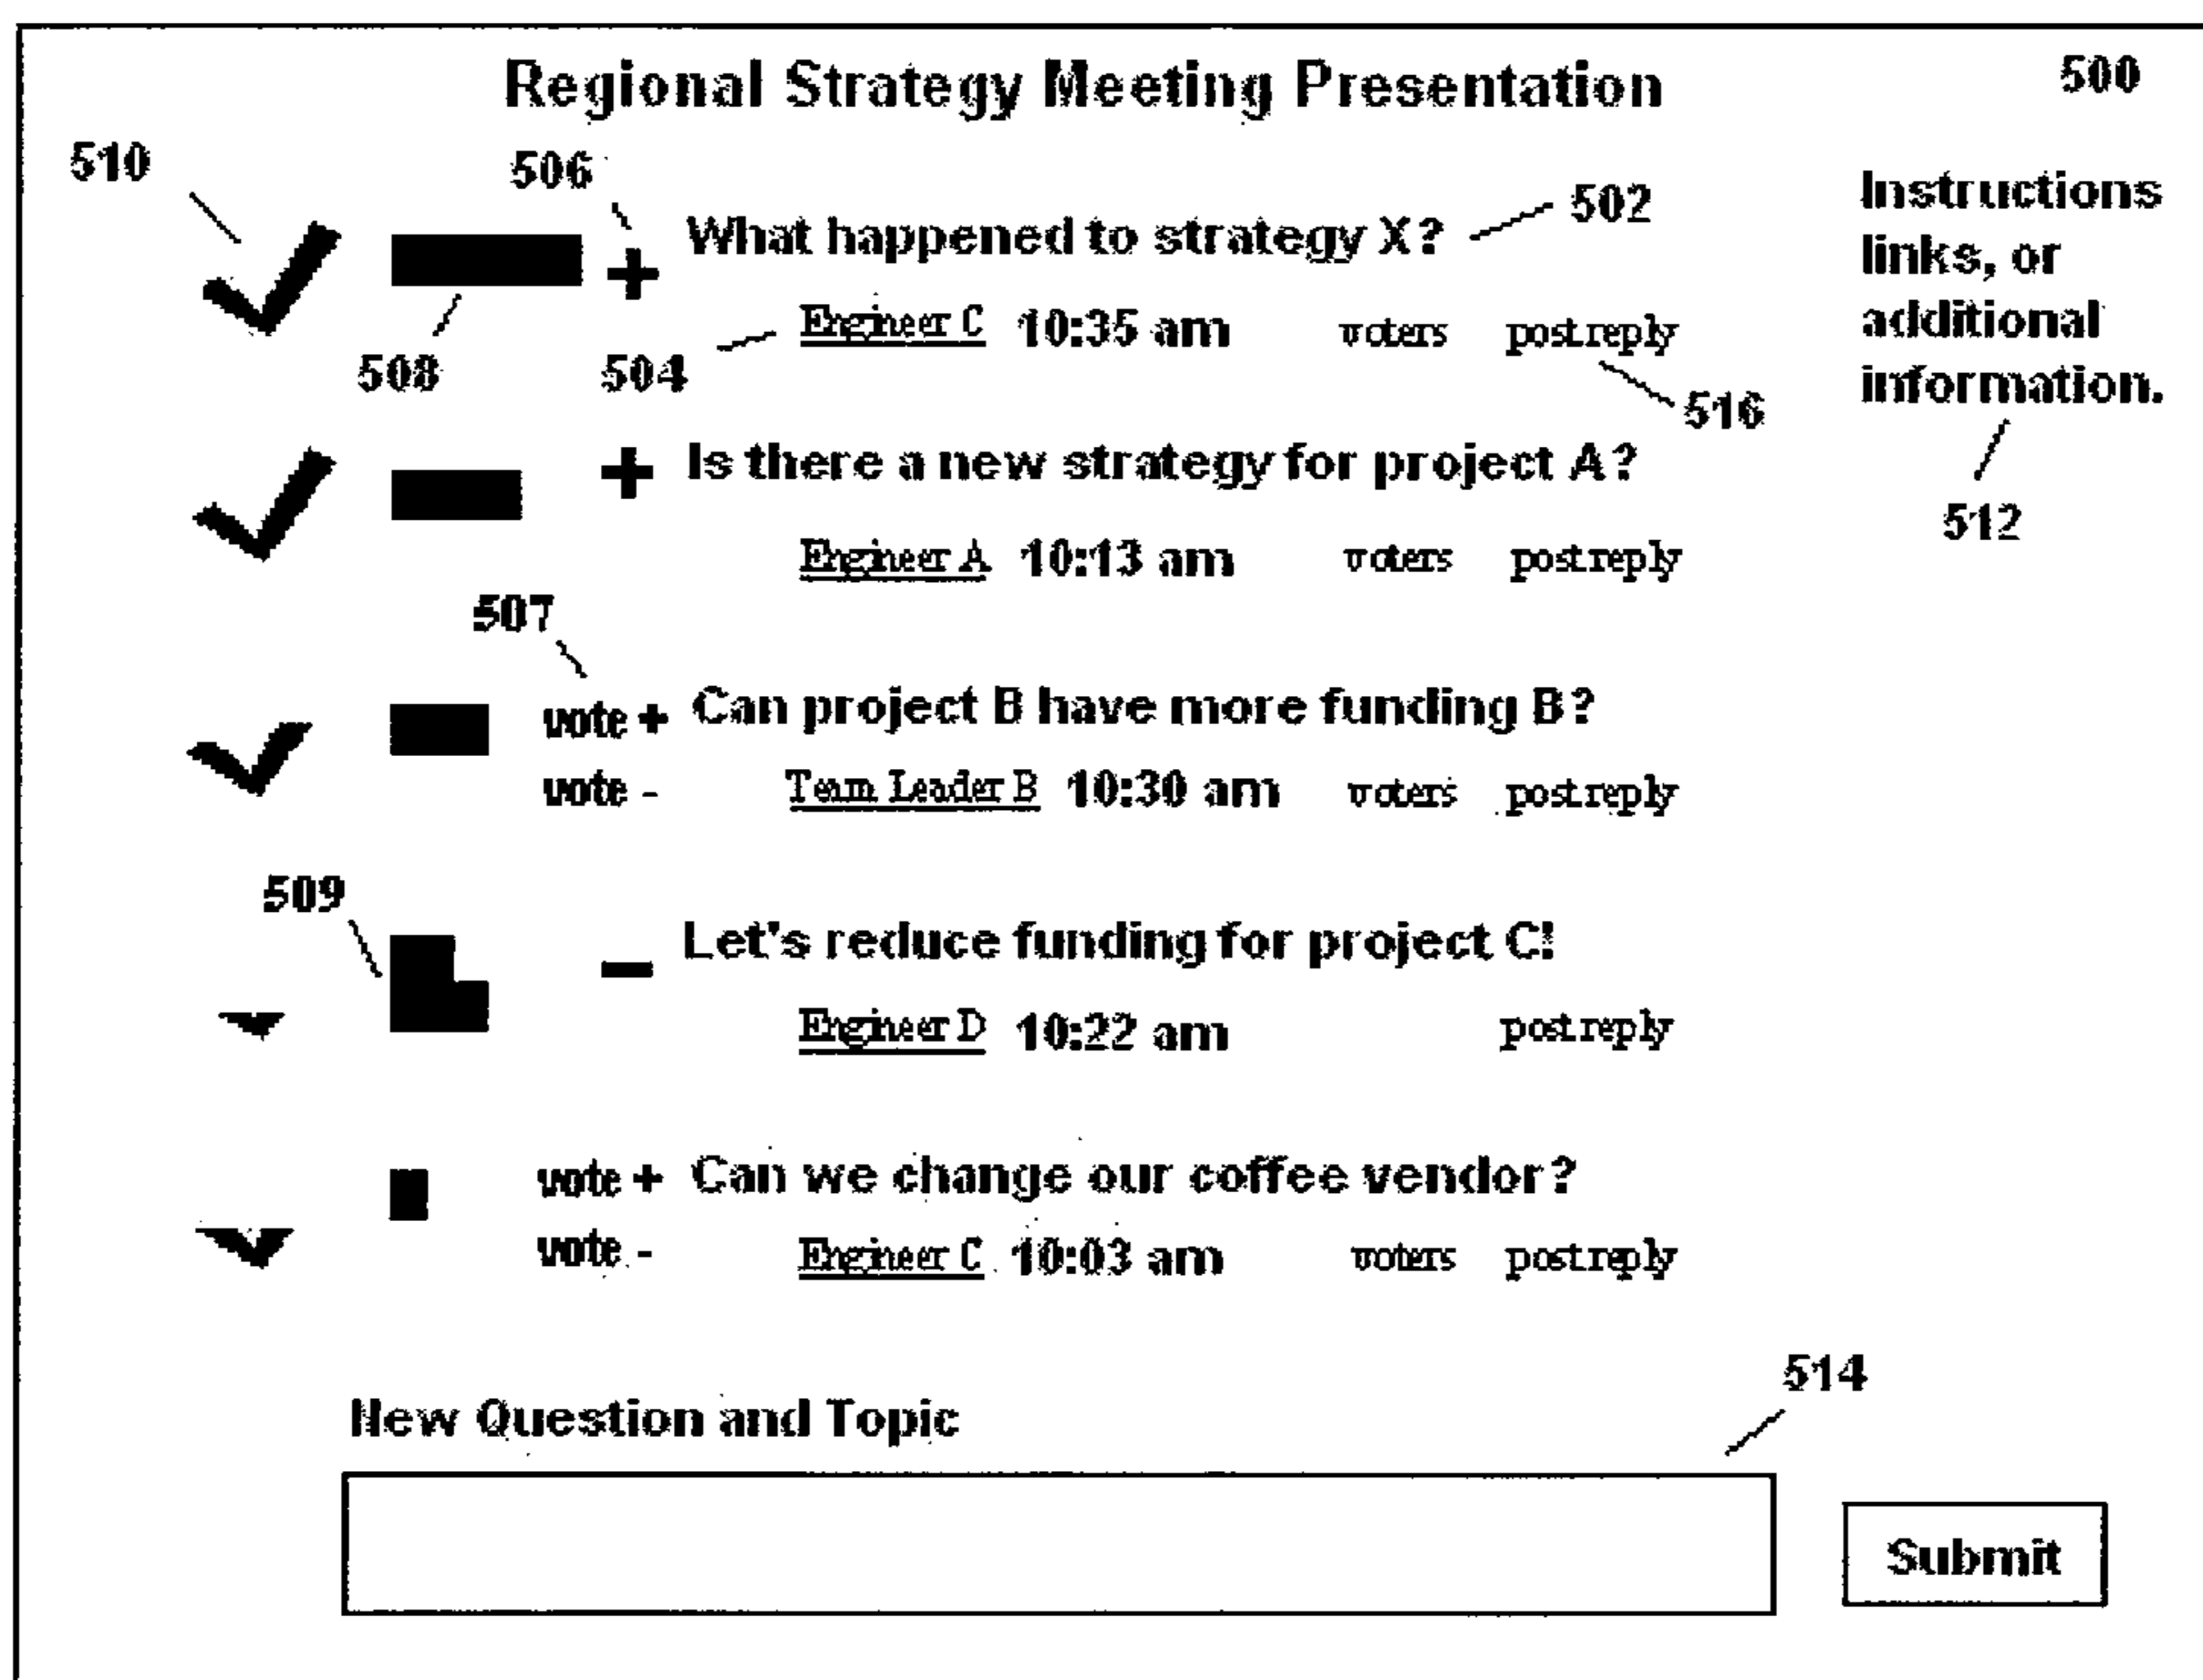 Regional Strategy Meeting Presentation 500
510
506
What happened to strategy X? 502
Engineer C 10:35 am voters post reply
508
504
516
Instructions
links, or
additional
information.
512
+ Is there a new strategy for project A?
Engineer A 10:13 am voters post reply
507
vote + Can project B have more funding B?
vote - Team Leader B 10:30 am voters post reply
509
Let's reduce funding for project C!
Engineer D 10:22 am post reply
vote + Can we change our coffee vendor?
vote - Engineer C 10:03 am voters post reply
514
New Question and Topic
Submit